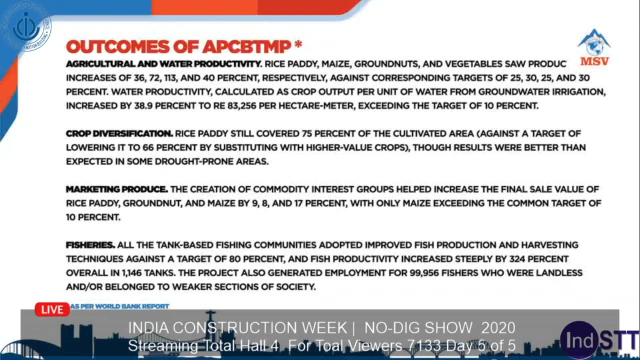 OUTCOMES OF APCBTMP *
AGRICULTURAL AND WATER PRODUCTIVITY. RICE PADDY, MAIZE, GROUNDNUTS, AND VEGETABLES SAW PRODUC
INCREASES OF 36, 72, 113, AND 40 PERCENT, RESPECTIVELY, AGAINST CORRESPONDING TARGETS OF 25, 30, 25, AND 30
PERCENT. WATER PRODUCTIVITY, CALCULATED AS CROP OUTPUT PER UNIT OF WATER FROM GROUNDWATER IRRIGATION,
INCREASED BY 38.9 PERCENT TO RE 83,256 PER HECTARE-METER, EXCEEDING THE TARGET OF 10 PERCENT.
CROP DIVERSIFICATION. RICE PADDY STILL COVERED 75 PERCENT OF THE CULTIVATED AREA (AGAINST A TARGET OF
LOWERING IT TO 66 PERCENT BY SUBSTITUTING WITH HIGHER-VALUE CROPS), THOUGH RESULTS WERE BETTER THAN
EXPECTED IN SOME DROUGHT-PRONE AREAS.
MARKETING PRODUCE. THE CREATION OF COMMODITY INTEREST GROUPS HELPED INCREASE THE FINAL SALE VALUE OF
RICE PADDY, GROUNDNUT, AND MAIZE BY 9, 8, AND 17 PERCENT, WITH ONLY MAIZE EXCEEDING THE COMMON TARGET OF
10 PERCENT.
FISHERIES. ALL THE TANK-BASED FISHING COMMUNITIES ADOPTED IMPROVED FISH PRODUCTION AND HARVESTING
TECHNIQUES AGAINST A TARGET OF 80 PERCENT, AND FISH PRODUCTIVITY INCREASED STEEPLY BY 324 PERCENT
OVERALL IN 1,146 TANKS. THE PROJECT ALSO GENERATED EMPLOYMENT FOR 99,956 FISHERS WHO WERE LANDLESS
AND/OR BELONGED TO WEAKER SECTIONS OF SOCIETY.
AS PER WORLD BANK REPORT
MSV
LIVE
INDIA CONSTRUCTION WEEK | NO-DIG SHOW 2020
Streaming Total Hall 4 For Toal Viewers 7133 Day 5 of 5
IndSTT